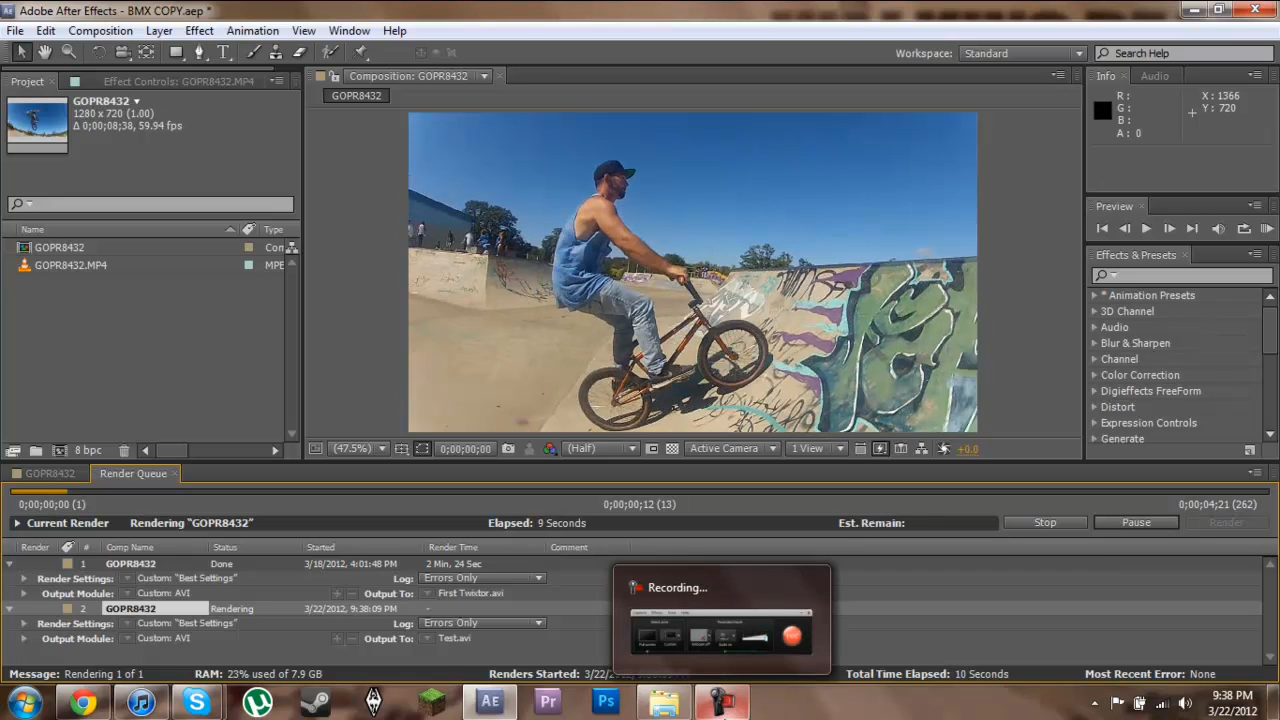 Adobe After Effects - BMX COPY.aep *
File Edit Composition Layer Effect Animation View Window Help
Workspace: Standard Search Help
Project Effect Controls: GOPR8432.MP4
Composition: GOPR8432
Info Audio
GOPR8432
1280 x 720 (1.00)
Δ 0;00;08;38, 59.94 fps
GOPR8432
R :
G :
B :
A : 0
X : 1366
Y : 720
Name Type
GOPR8432 Con
GOPR8432.MP4 MPE
Preview
Effects & Presets
* Animation Presets
3D Channel
Audio
Blur & Sharpen
Channel
Color Correction
Digieffects FreeForm
Distort
Expression Controls
Generate
8 bpc
(47.5%) 0;00;00;00 (Half) Active Camera 1 View +0.0
GOPR8432 Render Queue
0;00;00;00 (1) 0;00;00;12 (13) 0;00;04;21 (262)
Current Render Rendering "GOPR8432" Elapsed: 9 Seconds Est. Remain: Stop Pause Render
Render # Comp Name Status Started Render Time Comment
1 GOPR8432 Done 3/18/2012, 4:01:48 PM 2 Min, 24 Sec
Render Settings: Custom: "Best Settings" Log: Errors Only
Output Module: Custom: AVI Output To: First Twixtor.avi
2 GOPR8432 Rendering 3/22/2012, 9:38:09 PM -
Render Settings: Custom: "Best Settings" Log: Errors Only
Output Module: Custom: AVI Output To: Test.avi
Recording...
Message: Rendering 1 of 1 RAM: 23% used of 7.9 GB Renders Started: 3/22/2012, Total Time Elapsed: 10 Seconds Most Recent Error: None
Ae Pr Ps
9:38 PM
3/22/2012